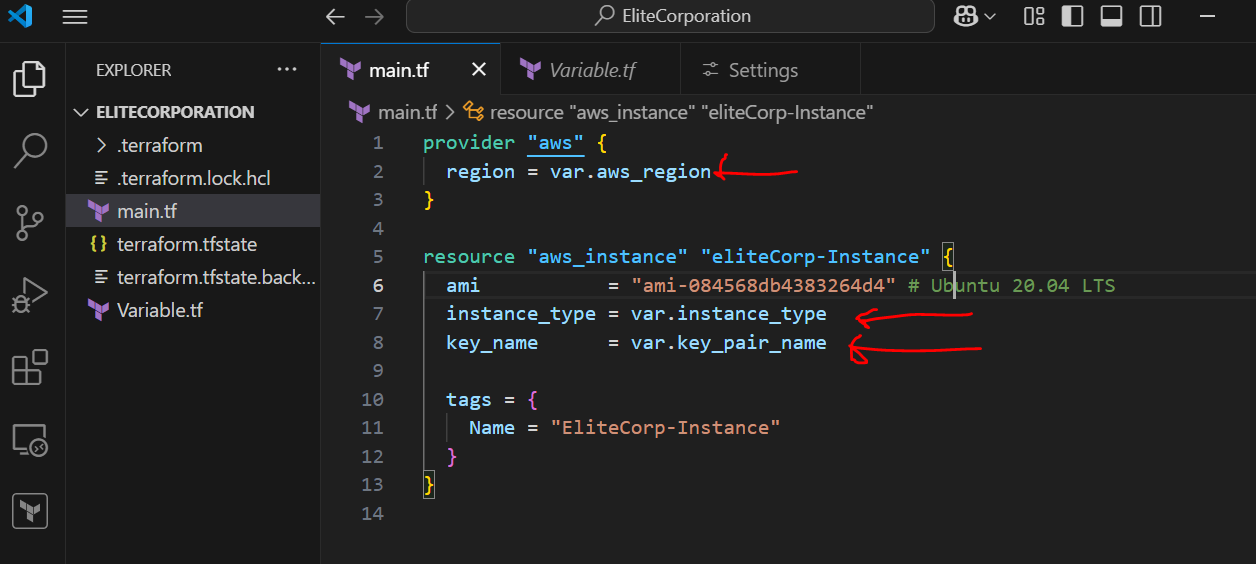 EliteCorporation
EXPLORER ...
main.tf
Variable.tf
Settings
ELITECORPORATION
.terraform
.terraform.lock.hcl
main.tf
terraform.tfstate
terraform.tfstate.back...
Variable.tf
main.tf > resource "aws_instance" "eliteCorp-Instance"
1 provider "aws" {
2 region = var.aws_region
3 }
4
5 resource "aws_instance" "eliteCorp-Instance" {
6 ami = "ami-084568db4383264d4" # Ubuntu 20.04 LTS
7 instance_type = var.instance_type
8 key_name = var.key_pair_name
9
10 tags = {
11 Name = "EliteCorp-Instance"
12 }
13 }
14